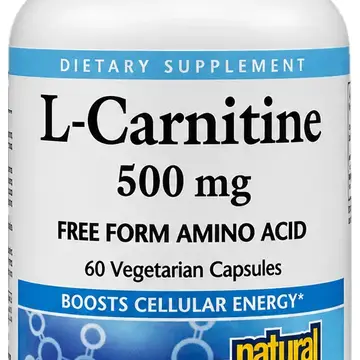 DIETARY SUPPLEMENT
L-Carnitine
500 mg
FREE FORM AMINO ACID
60 Vegetarian Capsules
BOOSTS CELLULAR ENERGY*
natural